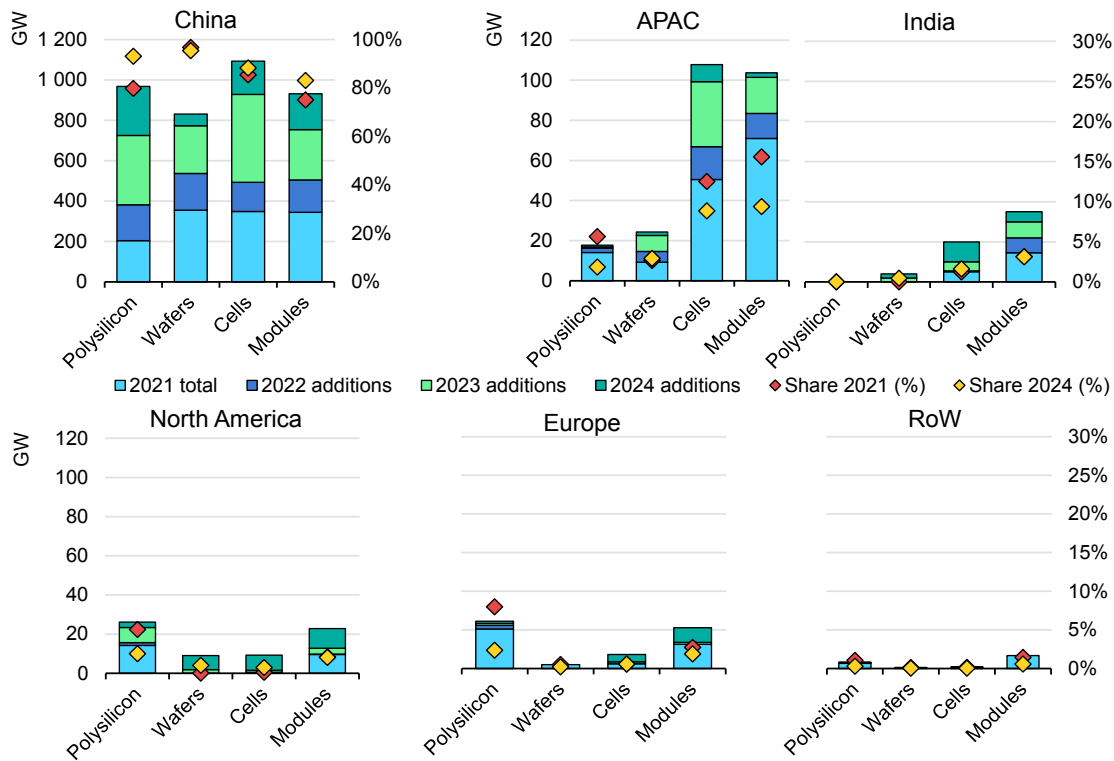 China
APAC
India
GW
1 200
1 000
800
600
400
200
0
100%
80%
60%
40%
20%
0%
Polysilicon
Wafers
Cells
Modules
GW
120
100
80
60
40
20
0
Polysilicon
Wafers
Cells
Modules
30%
25%
20%
15%
10%
5%
0%
Polysilicon
Wafers
Cells
Modules
2021 total 2022 additions 2023 additions 2024 additions Share 2021 (%) Share 2024 (%)
North America
Europe
RoW
GW
120
100
80
60
40
20
0
Polysilicon
Wafers
Cells
Modules
Polysilicon
Wafers
Cells
Modules
30%
25%
20%
15%
10%
5%
0%
Polysilicon
Wafers
Cells
Modules